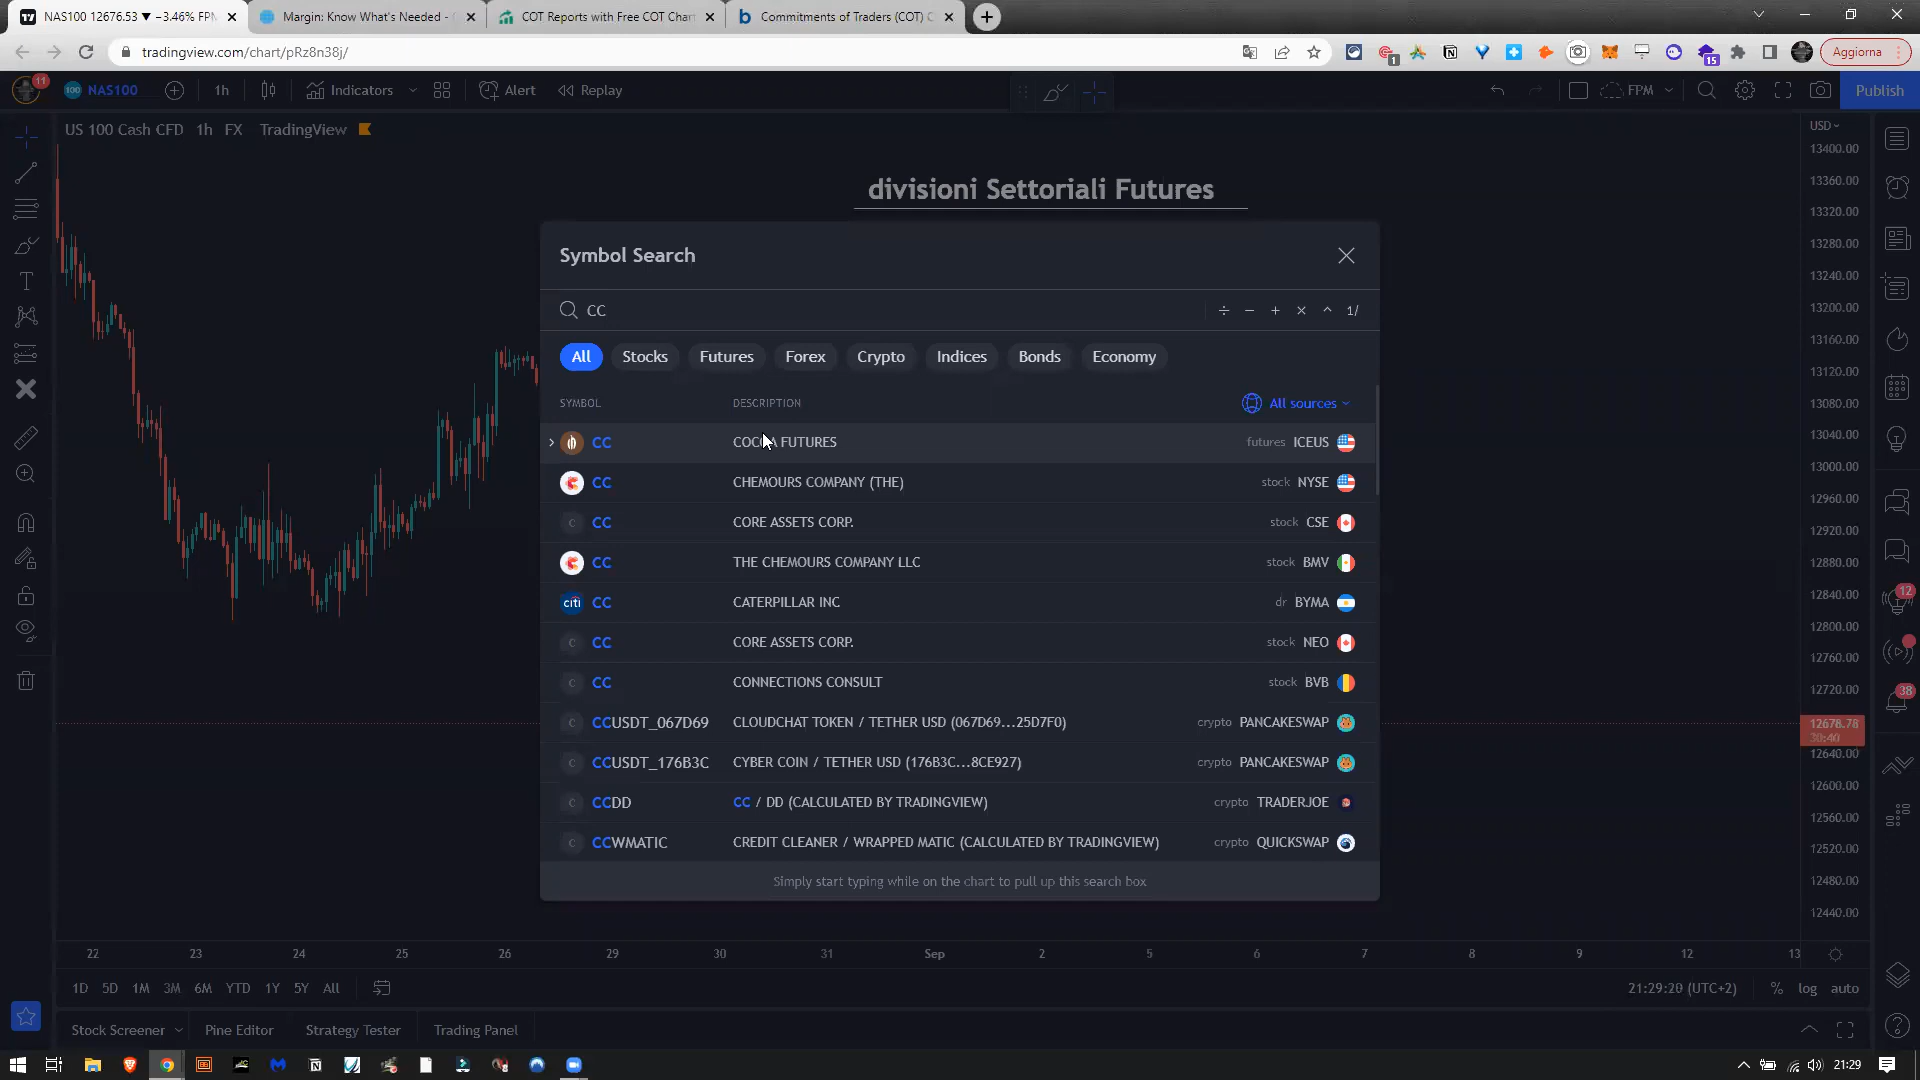 NAS100 12676.53 ▼ −3.46% FPM
Margin: Know What's Needed -
COT Reports with Free COT Char
Commitments of Traders (COT) C
tradingview.com/chart/pRz8n38j/
1
15
Aggiorna
11
100
NAS100
1h
Indicators
Alert
Replay
FPM
Publish
US 100 Cash CFD 1h FX TradingView
USD
divisioni Settoriali Futures
Symbol Search
CC
÷ − + × ^ 1/
All Stocks Futures Forex Crypto Indices Bonds Economy
SYMBOL DESCRIPTION All sources
CC COCOA FUTURES futures ICEUS
CC CHEMOURS COMPANY (THE) stock NYSE
C CC CORE ASSETS CORP. stock CSE
CC THE CHEMOURS COMPANY LLC stock BMV
citi CC CATERPILLAR INC dr BYMA
C CC CORE ASSETS CORP. stock NEO
C CC CONNECTIONS CONSULT stock BVB
C CCUSDT_067D69 CLOUDCHAT TOKEN / TETHER USD (067D69...25D7F0) crypto PANCAKESWAP
C CCUSDT_176B3C CYBER COIN / TETHER USD (176B3C...8CE927) crypto PANCAKESWAP
C CCDD CC / DD (CALCULATED BY TRADINGVIEW) crypto TRADERJOE
C CCWMATIC CREDIT CLEANER / WRAPPED MATIC (CALCULATED BY TRADINGVIEW) crypto QUICKSWAP
Simply start typing while on the chart to pull up this search box
13400.00
13360.00
13320.00
13280.00
13240.00
13200.00
13160.00
13120.00
13080.00
13040.00
13000.00
12960.00
12920.00
12880.00
12840.00
12800.00
12760.00
12720.00
12676.78
30:40
12640.00
12600.00
12560.00
12520.00
12480.00
12440.00
12
38
22 23 24 25 26 29 30 31 Sep 2 5 6 7 8 9 12 13
1D 5D 1M 3M 6M YTD 1Y 5Y All
21:29:20 (UTC+2) % log auto
Stock Screener Pine Editor Strategy Tester Trading Panel
21:29